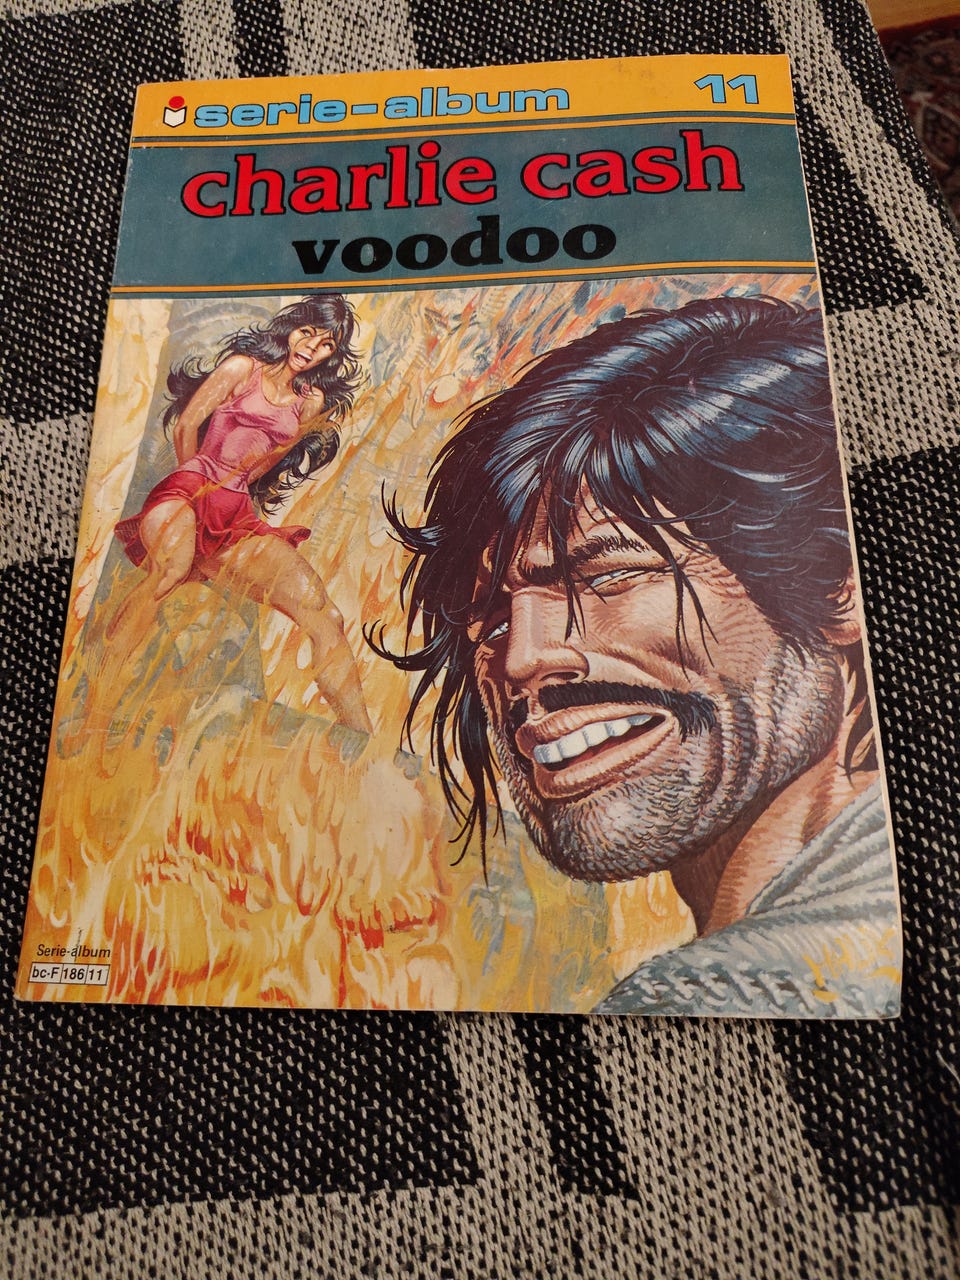 serie-album 11
charlie cash
voodoo
Serie-album
bc-F 186 11